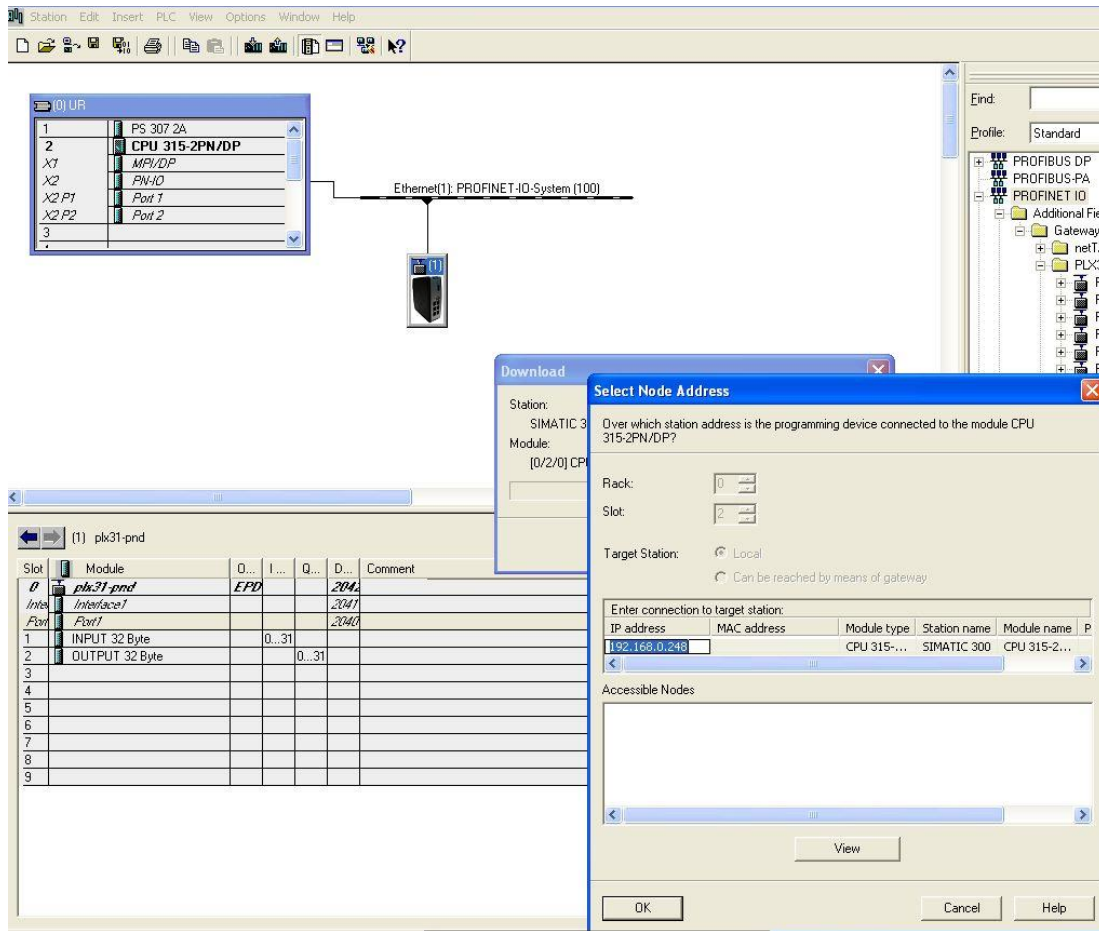 Station Edit Insert PLC View Options Window Help
(0) UR
1 PS 307 2A
2 CPU 315-2PN/DP
X1 MPI/DP
X2 PN-IO
X2 P1 Port 1
X2 P2 Port 2
3
Ethernet(1): PROFINET-IO-System (100)
(1)
Find:
Profile: Standard
PROFIBUS DP
PROFIBUS-PA
PROFINET IO
Additional Fie
Gateway
netT
PLX3
Download
Station:
SIMATIC 3
Module:
[0/2/0] CP
Select Node Address
Over which station address is the programming device connected to the module CPU
315-2PN/DP?
Rack: 0
Slot: 2
Target Station: Local
Can be reached by means of gateway
Enter connection to target station:
IP address MAC address Module type Station name Module name P
192.168.0.248 CPU 315-... SIMATIC 300 CPU 315-2...
Accessible Nodes
View
OK Cancel Help
(1) plx31-pnd
Slot Module O... I... Q... D... Comment
0 plx31-pnd EPD 2042
Inte Interface1 2041
Port Port1 2040
1 INPUT 32 Byte 0...31
2 OUTPUT 32 Byte 0...31
3
4
5
6
7
8
9